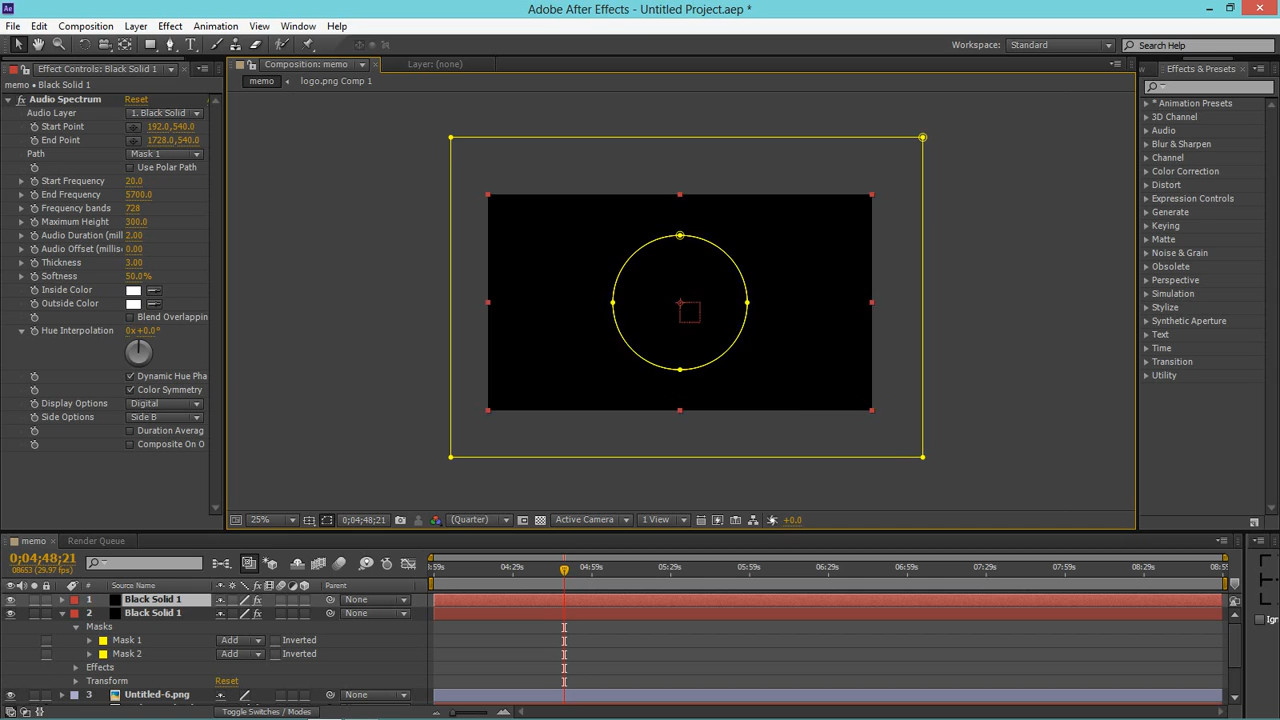 Adobe After Effects - Untitled Project.aep *
File Edit Composition Layer Effect Animation View Window Help
Workspace: Standard Search Help
Effect Controls: Black Solid 1
Composition: memo
Layer: (none)
Effects & Presets
memo • Black Solid 1
memo logo.png Comp 1
fx Audio Spectrum Reset
Audio Layer 1. Black Solid
Start Point 192.0,540.0
End Point 1728.0,540.0
Path Mask 1
Use Polar Path
Start Frequency 20.0
End Frequency 5700.0
Frequency bands 728
Maximum Height 300.0
Audio Duration (mill 2.00
Audio Offset (millise 0.00
Thickness 3.00
Softness 50.0%
Inside Color
Outside Color
Blend Overlappin
Hue Interpolation 0x+0.0°
Dynamic Hue Pha
Color Symmetry
Display Options Digital
Side Options Side B
Duration Averag
Composite On O
* Animation Presets
3D Channel
Audio
Blur & Sharpen
Channel
Color Correction
Distort
Expression Controls
Generate
Keying
Matte
Noise & Grain
Obsolete
Perspective
Simulation
Stylize
Synthetic Aperture
Text
Time
Transition
Utility
25% 0;04;48;21 (Quarter) Active Camera 1 View +0.0
memo Render Queue
0;04;48;21
08653 (29.97 fps)
:59s 04:29s 04:59s 05:29s 05:59s 06:29s 06:59s 07:29s 07:59s 08:29s 08:59s
# Source Name Parent
1 Black Solid 1 fx None
2 Black Solid 1 fx None
Masks
Mask 1 Add Inverted
Mask 2 Add Inverted
Effects
Transform Reset
3 Untitled-6.png None
Toggle Switches / Modes
Ign